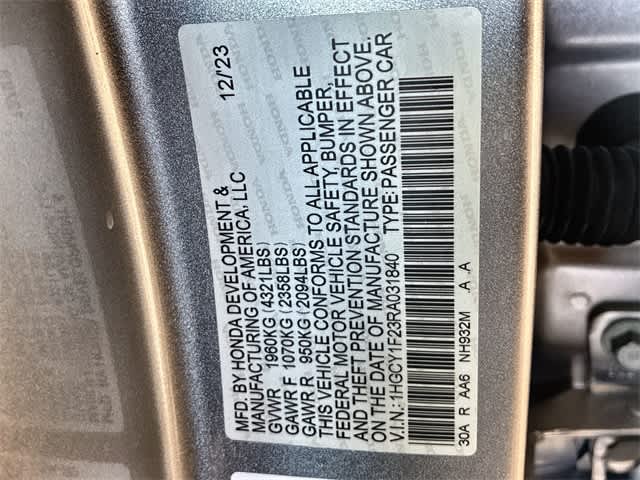 MFD. BY HONDA DEVELOPMENT & 12/'23
MANUFACTURING OF AMERICA, LLC
GVWR 1960KG (4321LBS)
GAWR F 1070KG (2358LBS)
GAWR R 950KG (2094LBS)
THIS VEHICLE CONFORMS TO ALL APPLICABLE
FEDERAL MOTOR VEHICLE SAFETY, BUMPER,
AND THEFT PREVENTION STANDARDS IN EFFECT
ON THE DATE OF MANUFACTURE SHOWN ABOVE.
V.I.N.: 1HGCY1F23RA031840 TYPE: PASSENGER CAR
30A R AA6 NH932M .A .A